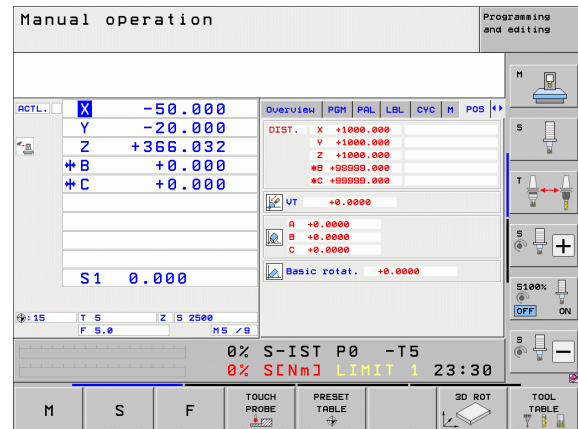 Manual operation
Programming
and editing
ACTL.
X -50.000
Y -20.000
Z +366.032
B +0.000
C +0.000
S1 0.000
:15 T 5 Z S 2500
F 5.0 M5 /9
Overview PGM PAL LBL CYC M POS
DIST. X +1000.000
Y +1000.000
Z +1000.000
*B +99999.000
*C +99999.000
VT +0.0000
A +0.0000
B +0.0000
C +0.0000
Basic rotat. +0.0000
0% S-IST P0 -T5
0% S[Nm] LIMIT 1 23:30
M
S
T
S
+
S100%
OFF ON
S
−
M
S
F
TOUCH
PROBE
PRESET
TABLE
3D ROT
TOOL
TABLE